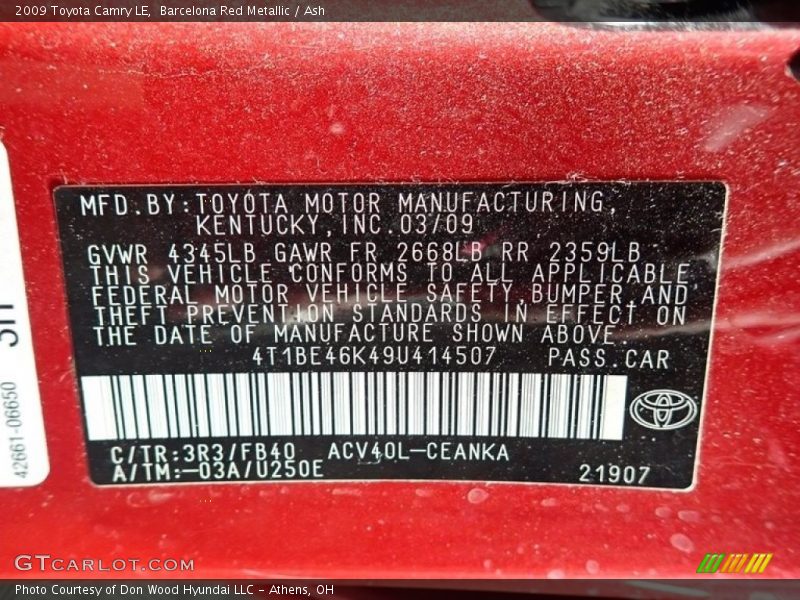 2009 Toyota Camry LE, Barcelona Red Metallic / Ash
MFD.BY:TOYOTA MOTOR MANUFACTURING,
KENTUCKY,INC.03/09
GVWR 4345LB GAWR FR 2668LB RR 2359LB
THIS VEHICLE CONFORMS TO ALL APPLICABLE
FEDERAL MOTOR VEHICLE SAFETY,BUMPER,AND
THEFT PREVENTION STANDARDS IN EFFECT ON
THE DATE OF MANUFACTURE SHOWN ABOVE.
4T1BE46K49U414507 PASS.CAR
C/TR:3R3/FB40 ACV40L-CEANKA
A/TM:-03A/U250E
21907
42661-06650
GTCARLOT.COM
Photo Courtesy of Don Wood Hyundai LLC - Athens, OH